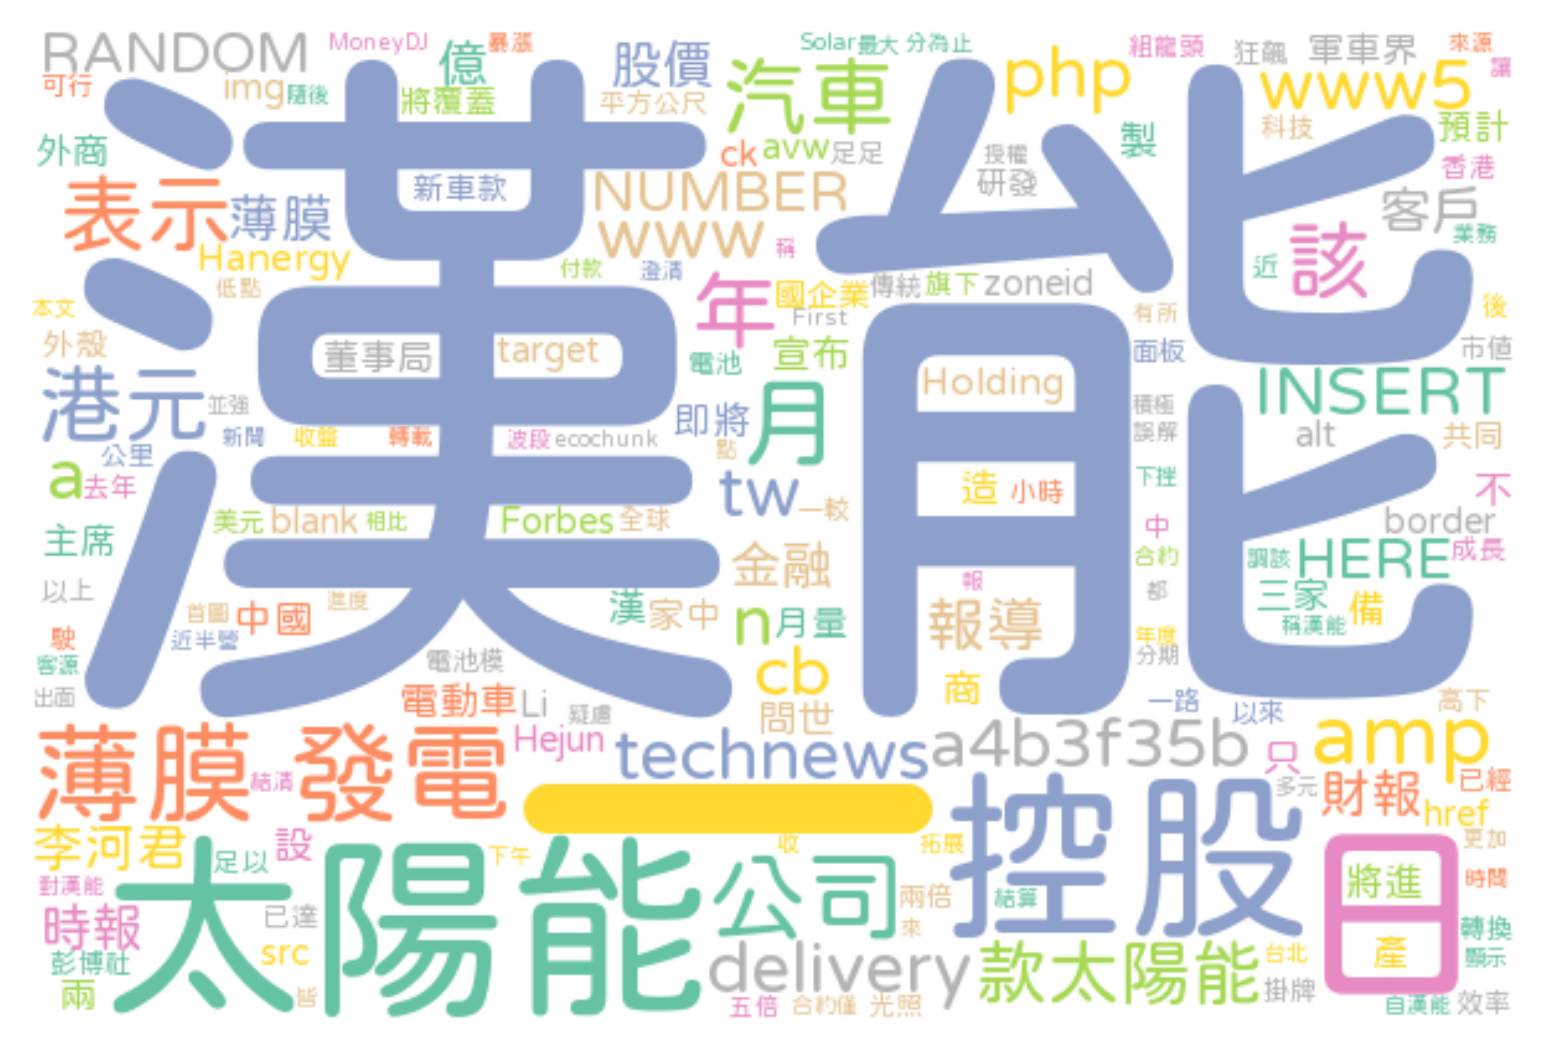 RANDOM
MoneyDJ
暴漲
億
股價
Solar
最大
分為止
組龍頭
狂飆
軍車界
來源
讓
可行
img
隨後
將覆蓋
平方公尺
汽車
php
www5
科技
預計
外商
漢能
ck
avw
足足
授權
研發
製
香港
表示
薄膜
新車款
NUMBER
www
稱
客戶
業務
Hanergy
低點
付款
澄清
年
國企業
傳統
旗下
zoneid
近
該
本文
外殼
董事局
target
電池
First
宣布
有所
面板
後
市值
港元
並強
新聞
收盤
轉載
波段
ecochunk
即將
點
月
Holding
積極
誤解
INSERT
alt
共同
公里
a
去年
tw
一較
造
小時
下挫
不
主席
美元
blank
相比
Forbes
全球
金融
中
合約
border
調該
HERE
成長
以上
首圖
中國
進度
漢
家中
n
月量
報
報導
都
三家
稱漢能
備
駛
近半營
客源
出面
電池模
電動車
Li
疑慮
cb
問世
商
年度
分期
一路
以來
高下
薄膜
發電
結清
Hejun
technews
a4b3f35b
只
amp
一
控股
多元
財報
已經
href
李河君
足以
設
下午
收
拓展
更加
對漢能
太陽能
公司
兩倍
來
結算
日
將進
產
時間
時報
已達
彭博社
src
兩
皆
delivery
款太陽能
台北
掛牌
轉換
顯示
五倍
合約僅
光照
自漢能
效率